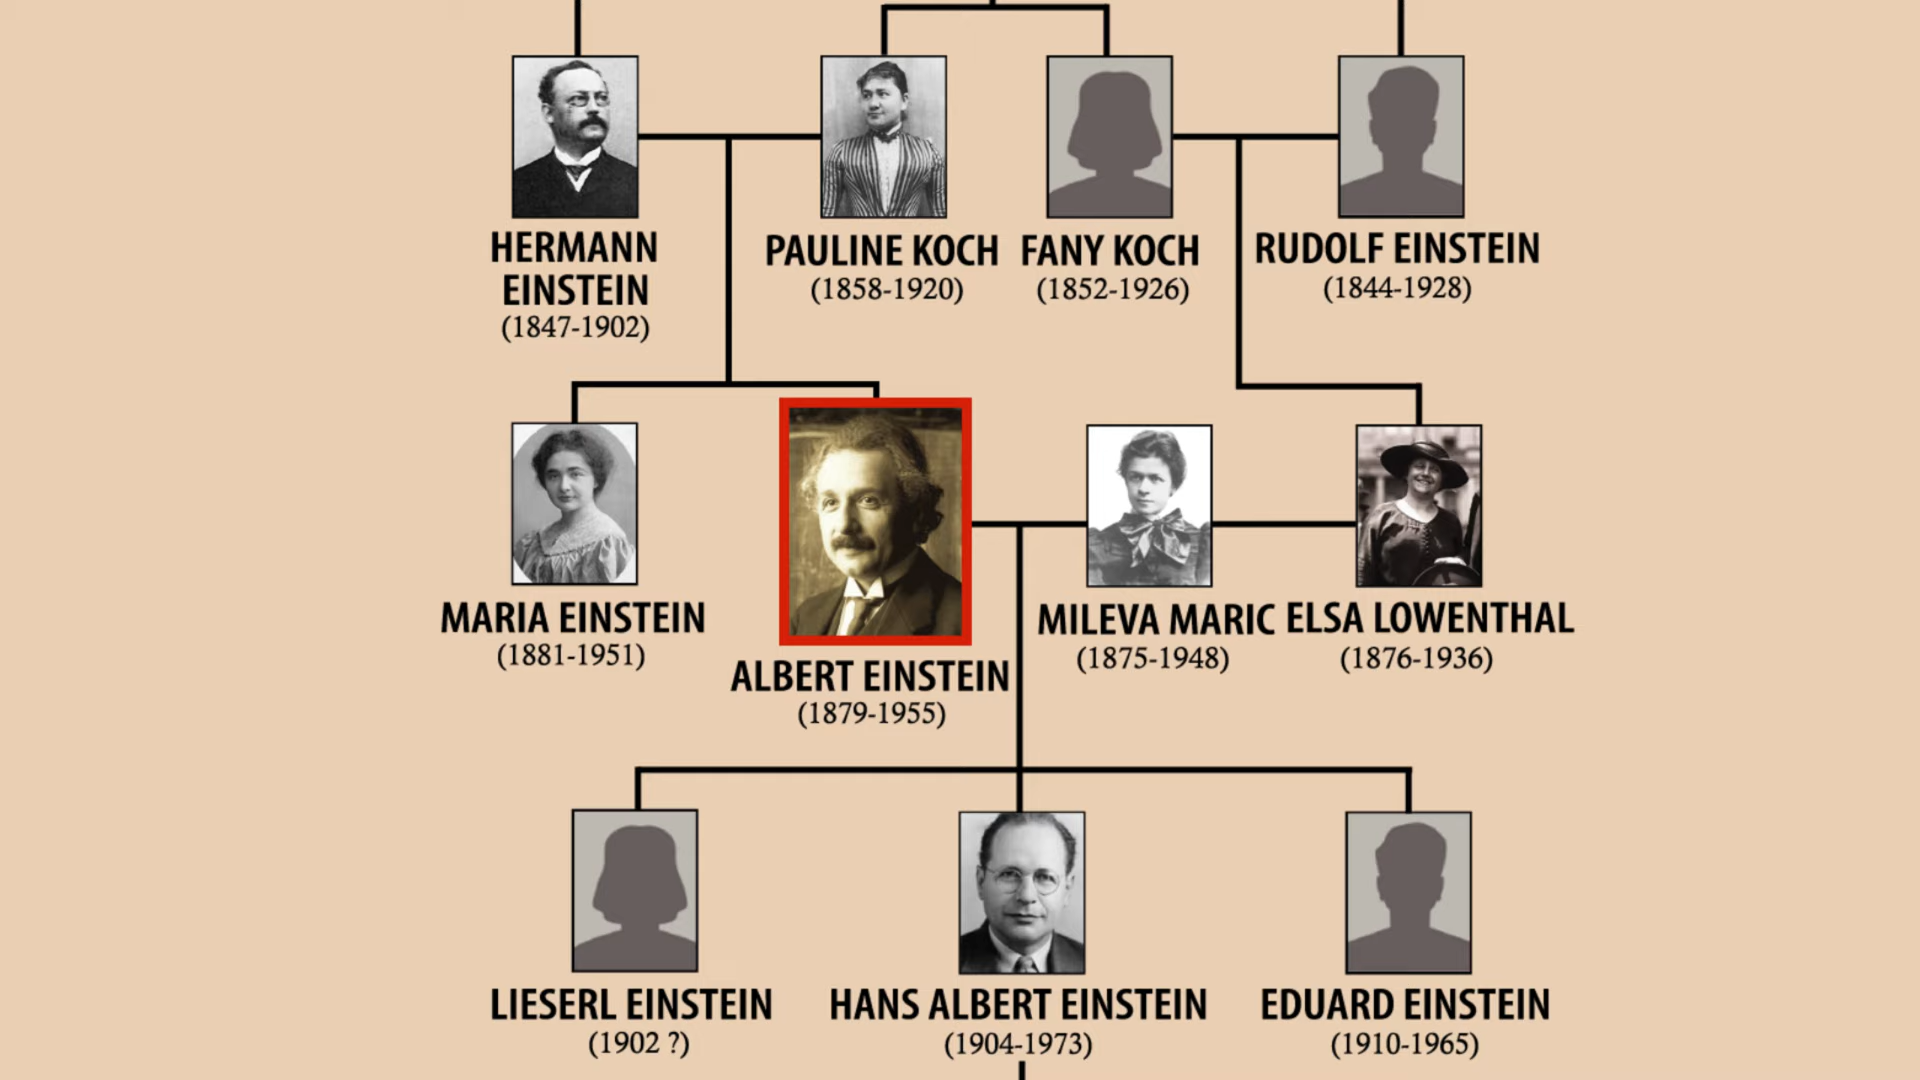 HERMANN
EINSTEIN
(1847-1902)
PAULINE KOCH
(1858-1920)
FANY KOCH
(1852-1926)
RUDOLF EINSTEIN
(1844-1928)
MARIA EINSTEIN
(1881-1951)
ALBERT EINSTEIN
(1879-1955)
MILEVA MARIC
(1875-1948)
ELSA LOWENTHAL
(1876-1936)
LIESERL EINSTEIN
(1902 ?)
HANS ALBERT EINSTEIN
(1904-1973)
EDUARD EINSTEIN
(1910-1965)